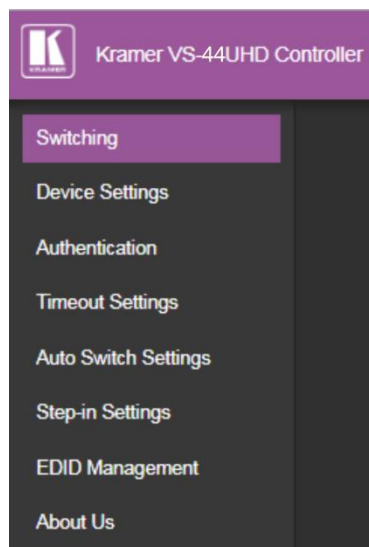 KRAMER
Kramer VS-44UHD Controller
Switching
Device Settings
Authentication
Timeout Settings
Auto Switch Settings
Step-in Settings
EDID Management
About Us